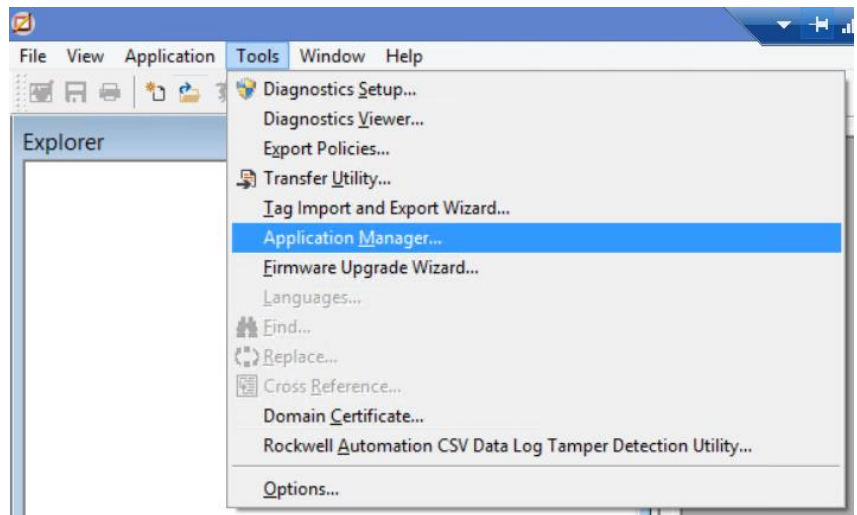 File View Application Tools Window Help
Explorer
Diagnostics Setup...
Diagnostics Viewer...
Export Policies...
Transfer Utility...
Tag Import and Export Wizard...
Application Manager...
Firmware Upgrade Wizard...
Languages...
Find...
Replace...
Cross Reference...
Domain Certificate...
Rockwell Automation CSV Data Log Tamper Detection Utility...
Options...